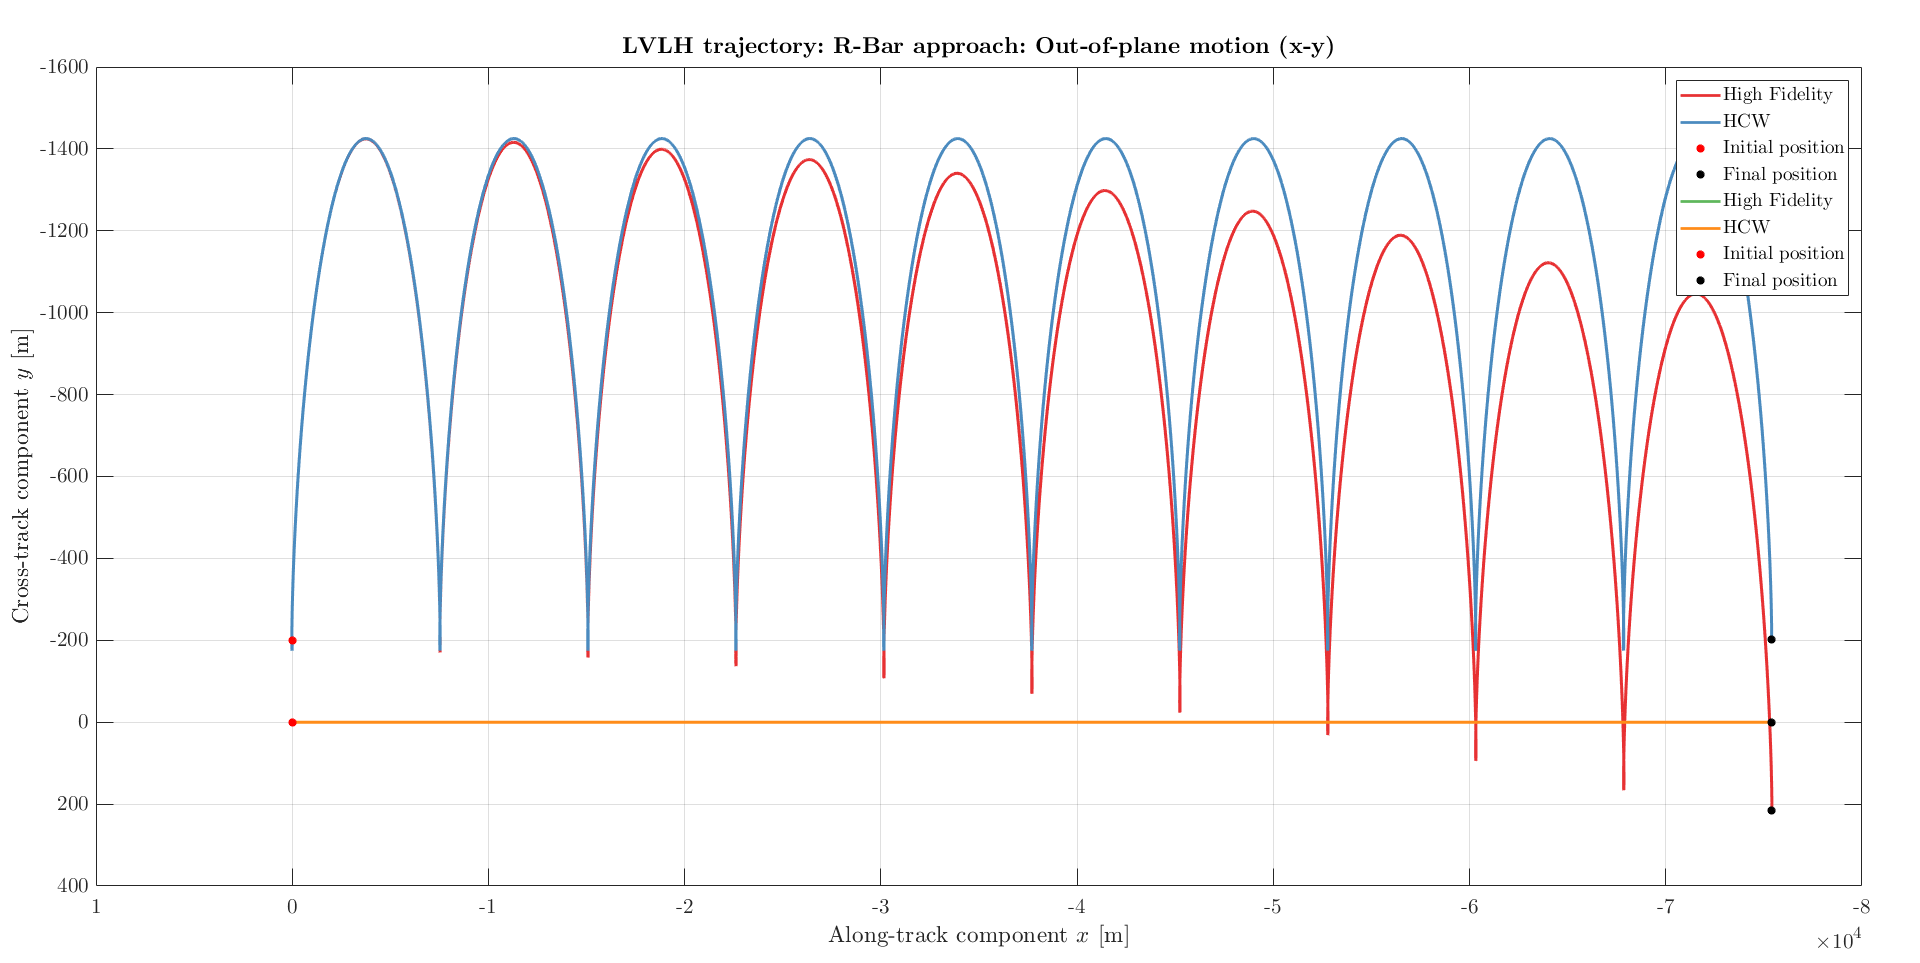 LVLH trajectory: R-Bar approach: Out-of-plane motion (x-y)
-1600
-1400
-1200
-1000
-800
-600
-400
-200
0
200
400
Cross-track component y [m]
High Fidelity
HCW
Initial position
Final position
High Fidelity
HCW
Initial position
Final position
1
0
-1
-2
-3
-4
-5
-6
-7
-8
Along-track component x [m]
×10⁴